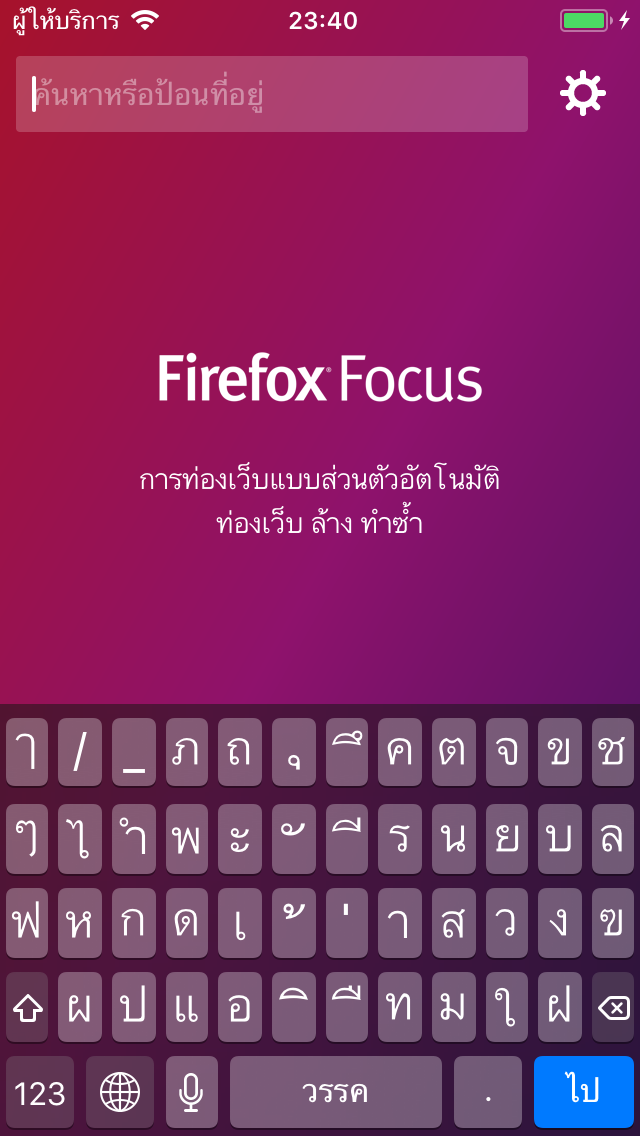 ผู้ให้บริการ 23:40
ค้นหาหรือป้อนที่อยู่
Firefox® Focus
การท่องเว็บแบบส่วนตัวอัตโนมัติ
ท่องเว็บ ล้าง ทำซ้ำ
ๅ / _ ภ ถ ุ ึ ค ต จ ข ช
ๆ ไ ำ พ ะ ั ี ร น ย บ ล
ฟ ห ก ด เ ้ ่ า ส ว ง ฃ
ผ ป แ อ ิ ื ท ม ใ ฝ
123 วรรค . ไป